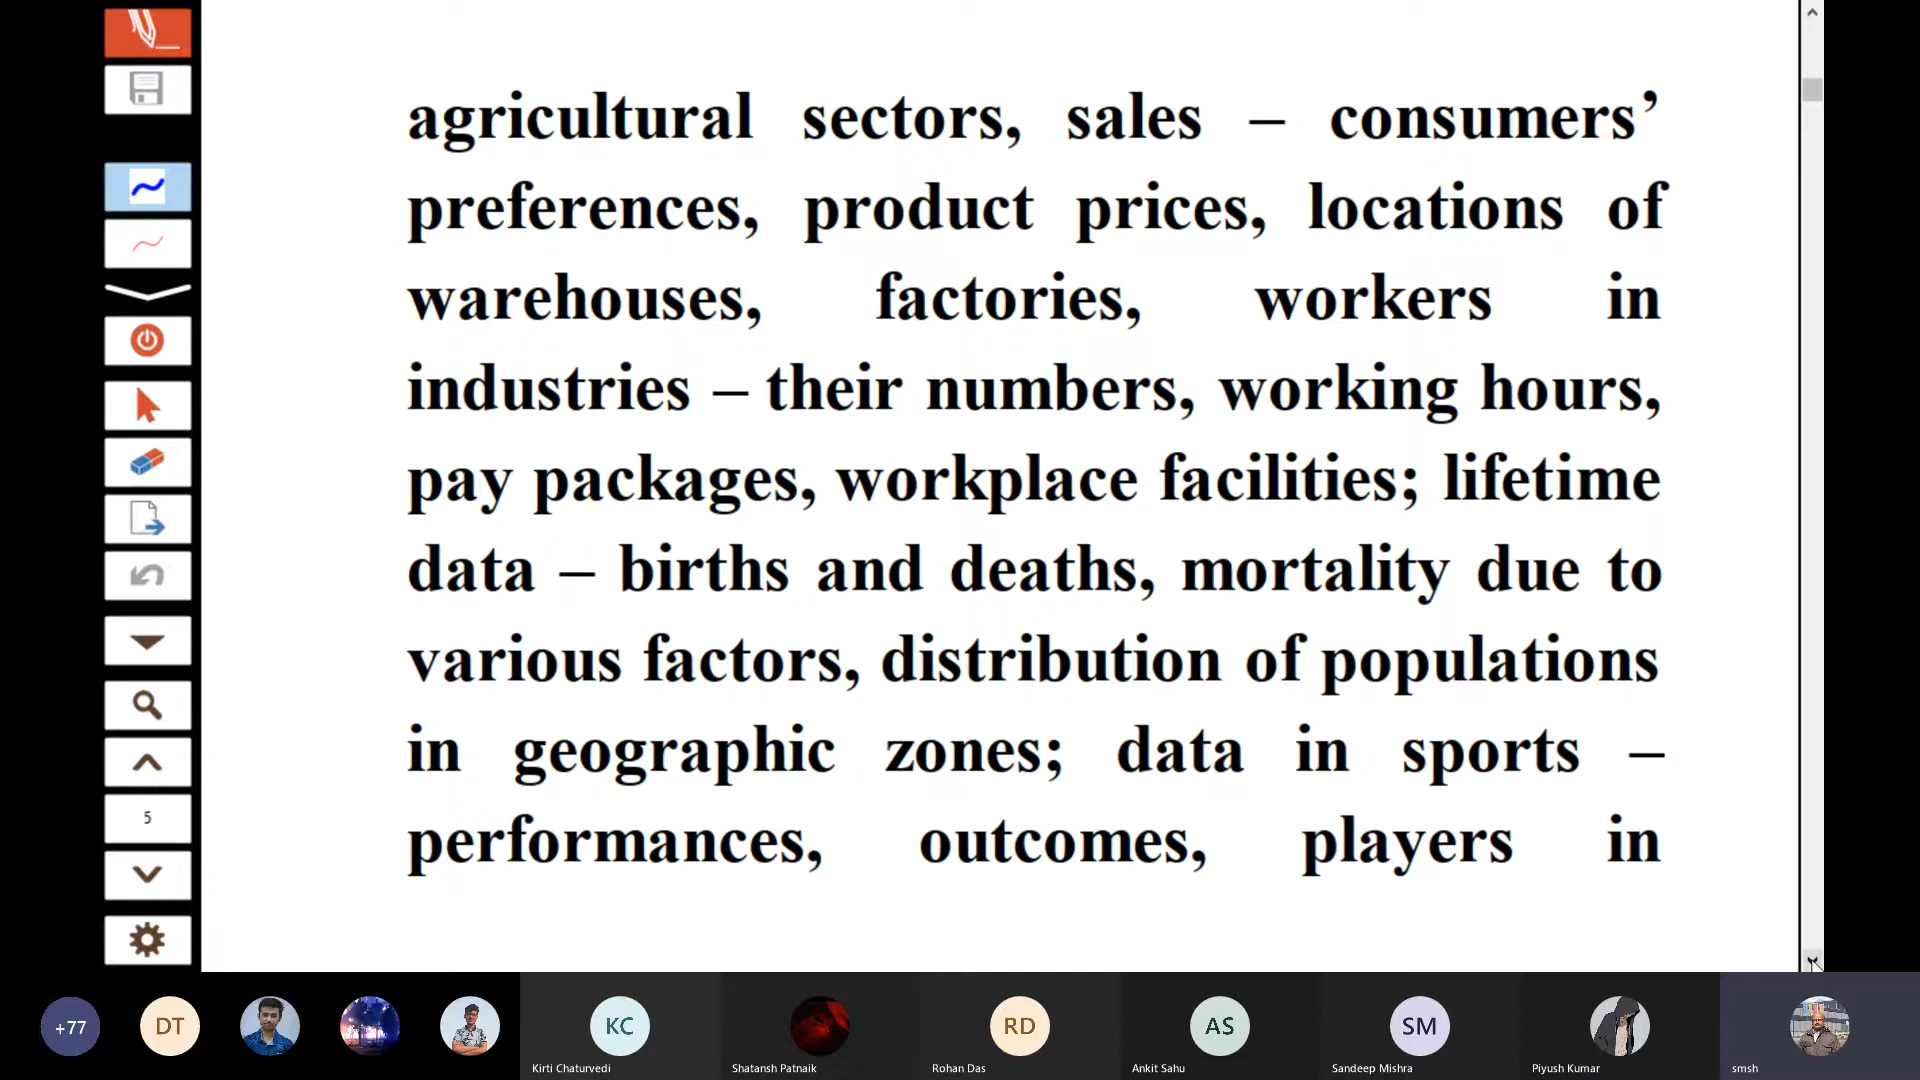 agricultural sectors, sales – consumers’
preferences, product prices, locations of
warehouses, factories, workers in
industries – their numbers, working hours,
pay packages, workplace facilities; lifetime
data – births and deaths, mortality due to
various factors, distribution of populations
in geographic zones; data in sports –
performances, outcomes, players in
5
+77
DT
KC
RD
AS
SM
Kirti Chaturvedi
Shatansh Patnaik
Rohan Das
Ankit Sahu
Sandeep Mishra
Piyush Kumar
smsh